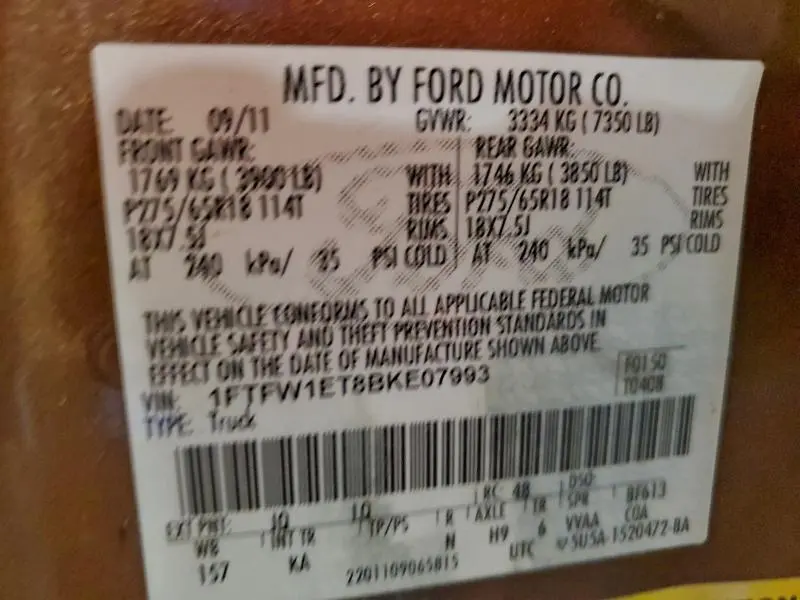 MFD. BY FORD MOTOR CO.
DATE: 09/11 GVWR: 3334 KG ( 7350 LB)
FRONT GAWR: REAR GAWR:
1769 KG ( 3900 LB) WITH 1746 KG ( 3850 LB) WITH
P275/65R18 114T TIRES P275/65R18 114T TIRES
18X7.5J RIMS 18X7.5J RIMS
AT 240 kPa/ 35 PSI COLD AT 240 kPa/ 35 PSI COLD
THIS VEHICLE CONFORMS TO ALL APPLICABLE FEDERAL MOTOR
VEHICLE SAFETY AND THEFT PREVENTION STANDARDS IN
EFFECT ON THE DATE OF MANUFACTURE SHOWN ABOVE.
VIN: 1FTFW1ET8BKE07993 F0150
TYPE: Truck T0408
EXT PNT: JQ JQ RC 48 DSO BF613
WB INT TR TP/PS R AXLE TR SPR COA
157 KA N H9 6 VVAA
2201109065815 UTC 5U5A-1520472-BA